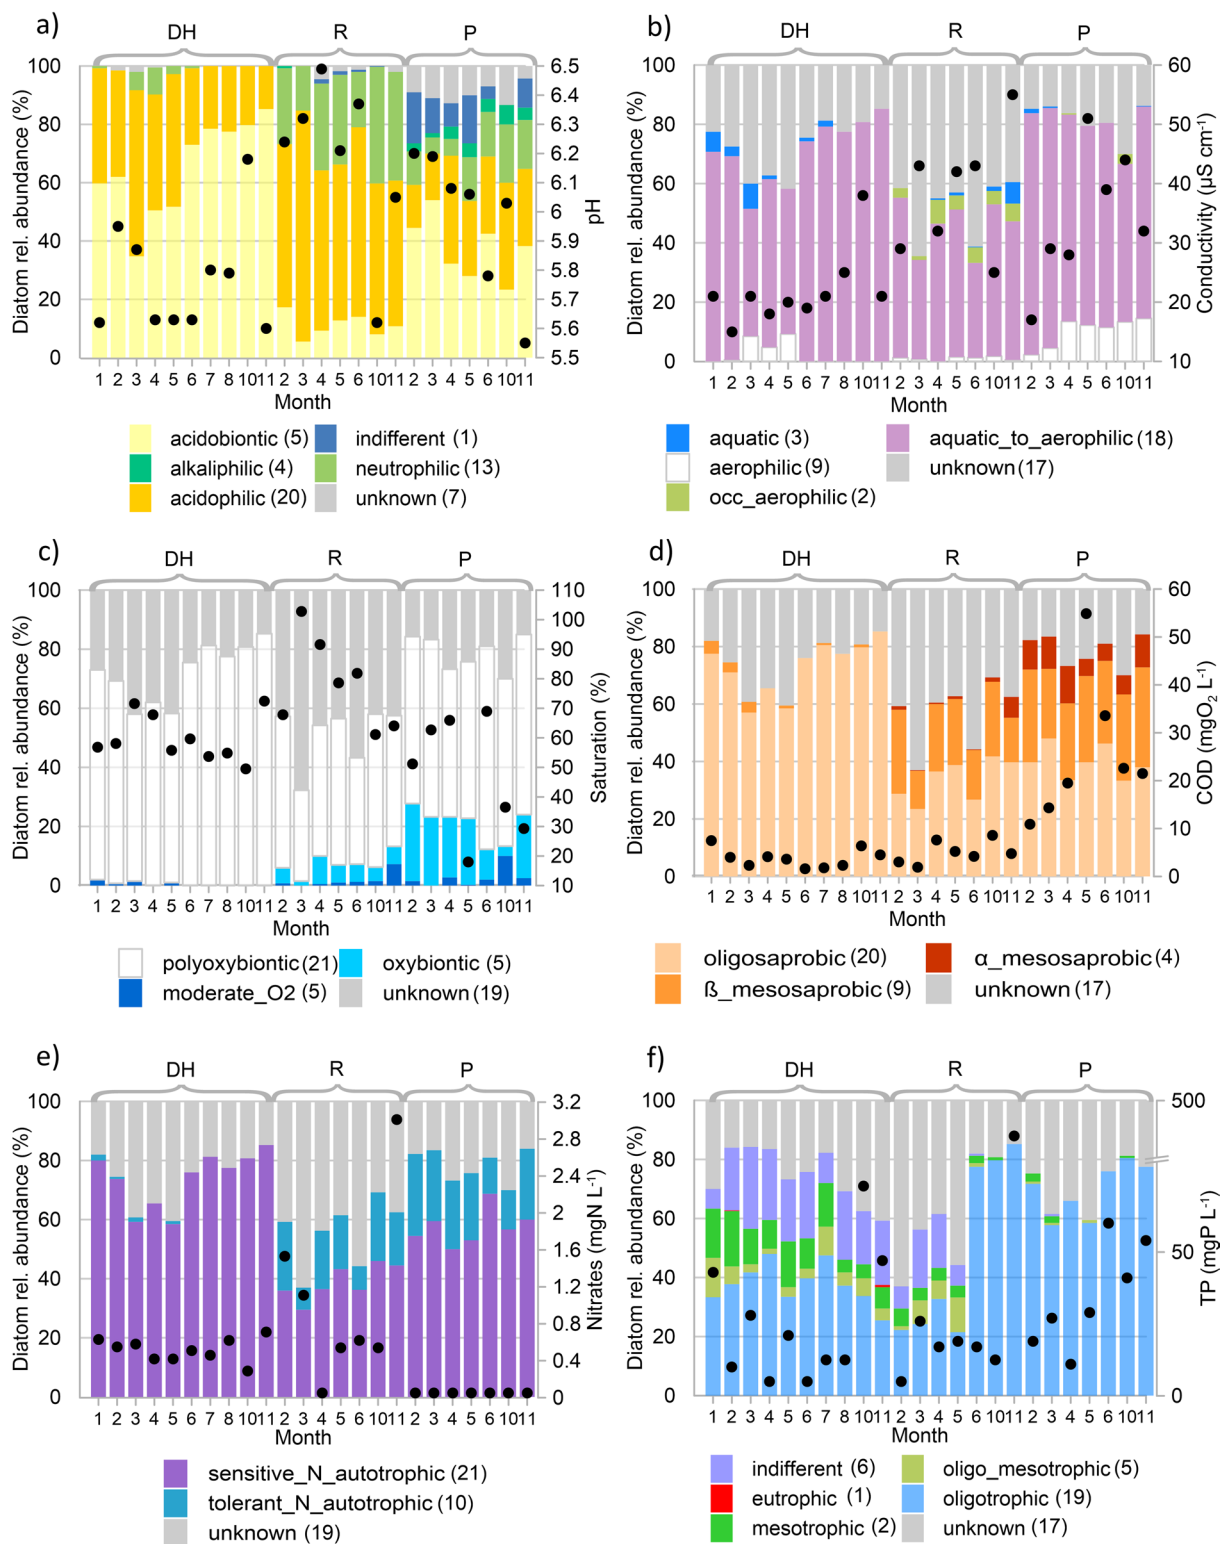 a)
DH R P
Diatom rel. abundance (%)
100
80
60
40
20
0
6.5
6.4
6.3
6.2
6.1
6
5.9
5.8
5.7
5.6
5.5
pH
1 2 3 4 5 6 7 8 10 11 2 3 4 5 6 10 11 2 3 4 5 6 10 11
Month
acidobiontic (5)
indifferent (1)
alkaliphilic (4)
neutrophilic (13)
acidophilic (20)
unknown (7)
b)
DH R P
Diatom rel. abundance (%)
100
80
60
40
20
0
60
50
40
30
20
10
Conductivity (µS cm⁻¹)
1 2 3 4 5 6 7 8 10 11 2 3 4 5 6 10 11 2 3 4 5 6 10 11
Month
aquatic (3)
aquatic_to_aerophilic (18)
aerophilic (9)
unknown (17)
occ_aerophilic (2)
c)
DH R P
Diatom rel. abundance (%)
100
80
60
40
20
0
110
100
90
80
70
60
50
40
30
20
10
Saturation (%)
1 2 3 4 5 6 7 8 10 11 2 3 4 5 6 10 11 2 3 4 5 6 10 11
Month
polyoxybiontic (21)
oxybiontic (5)
moderate_O2 (5)
unknown (19)
d)
DH R P
Diatom rel. abundance (%)
100
80
60
40
20
0
60
50
40
30
20
10
0
COD (mgO₂ L⁻¹)
1 2 3 4 5 6 7 8 10 11 2 3 4 5 6 10 11 2 3 4 5 6 10 11
Month
oligosaprobic (20)
α_mesosaprobic (4)
ß_mesosaprobic (9)
unknown (17)
e)
DH R P
Diatom rel. abundance (%)
100
80
60
40
20
0
3.2
2.8
2.4
2
1.6
1.2
0.8
0.4
0
Nitrates (mgN L⁻¹)
1 2 3 4 5 6 7 8 10 11 2 3 4 5 6 10 11 2 3 4 5 6 10 11
Month
sensitive_N_autotrophic (21)
tolerant_N_autotrophic (10)
unknown (19)
f)
DH R P
Diatom rel. abundance (%)
100
80
60
40
20
0
500
50
0
TP (mgP L⁻¹)
1 2 3 4 5 6 7 8 10 11 2 3 4 5 6 10 11 2 3 4 5 6 10 11
Month
indifferent (6)
oligo_mesotrophic (5)
eutrophic (1)
oligotrophic (19)
mesotrophic (2)
unknown (17)